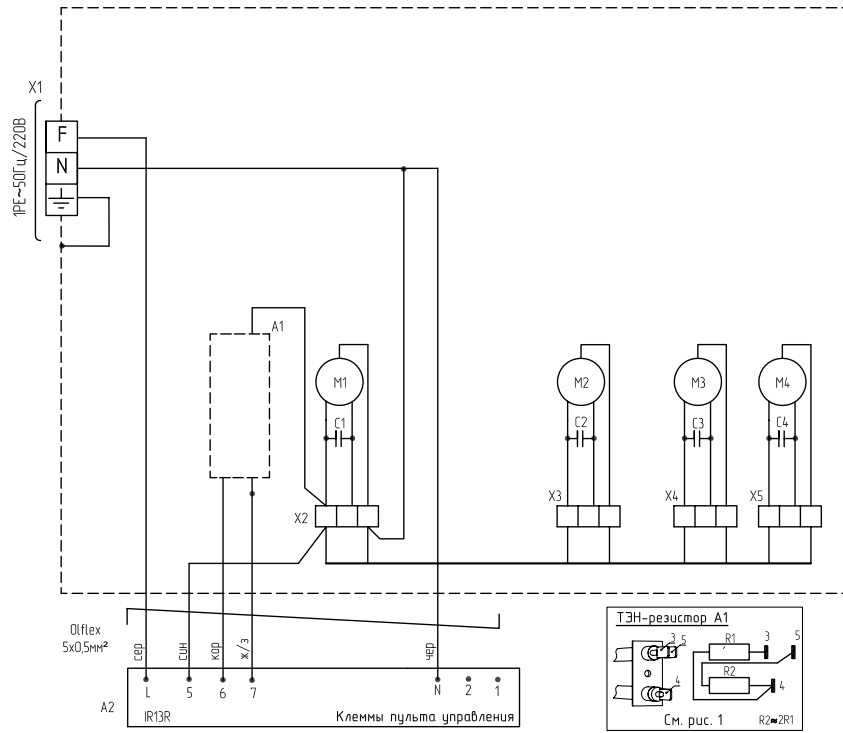 X1
1PE~50Гц/220В
F
N
A1
M1
M2
M3
M4
C1
C2
C3
C4
X2
X3
X4
X5
Olflex
5x0,5мм²
сер
син
кор
ж/з
чер
A2
L
5
6
7
N
2
1
IR13R
Клеммы пульта управления
ТЭН-резистор A1
3
5
4
R1
3
5
R2
4
См. рис. 1
R2≈2R1